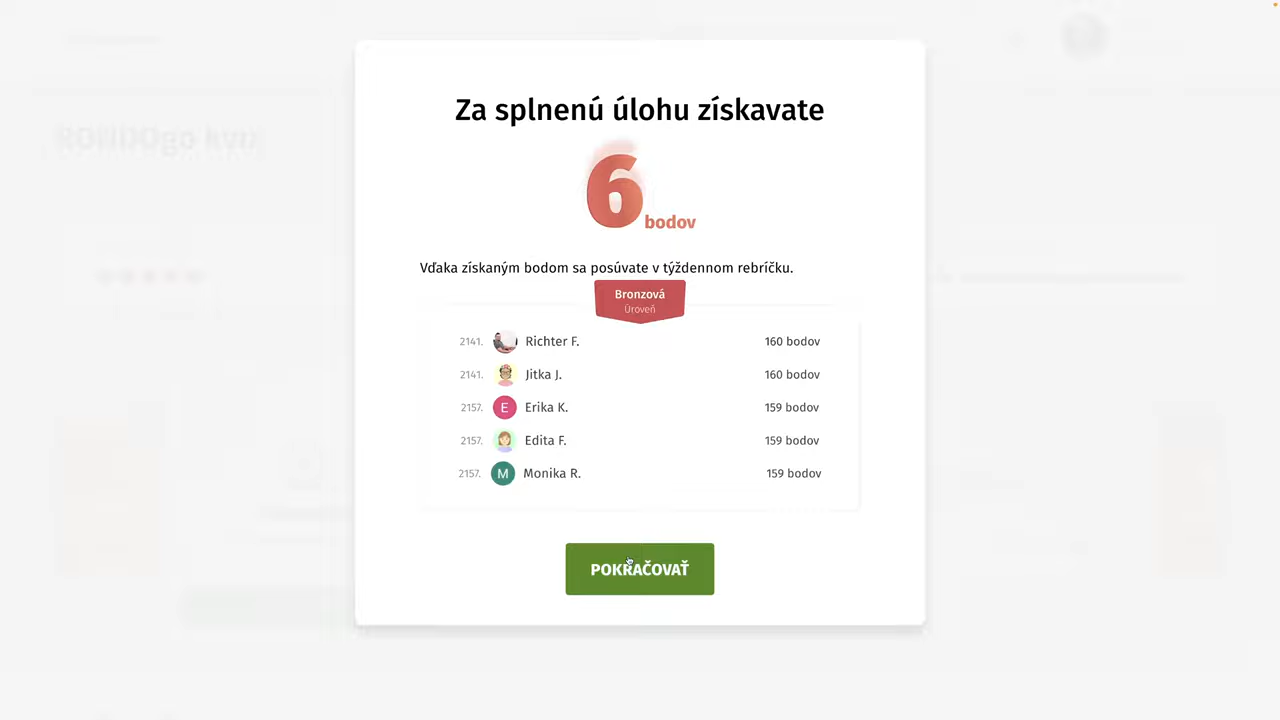 Za splnenú úlohu získavate
6 bodov
Vďaka získaným bodom sa posúvate v týždennom rebríčku.
Bronzová
Úroveň
2141. Richter F. 160 bodov
2141. Jitka J. 160 bodov
2157. E Erika K. 159 bodov
2157. Edita F. 159 bodov
2157. M Monika R. 159 bodov
POKRAČOVAŤ